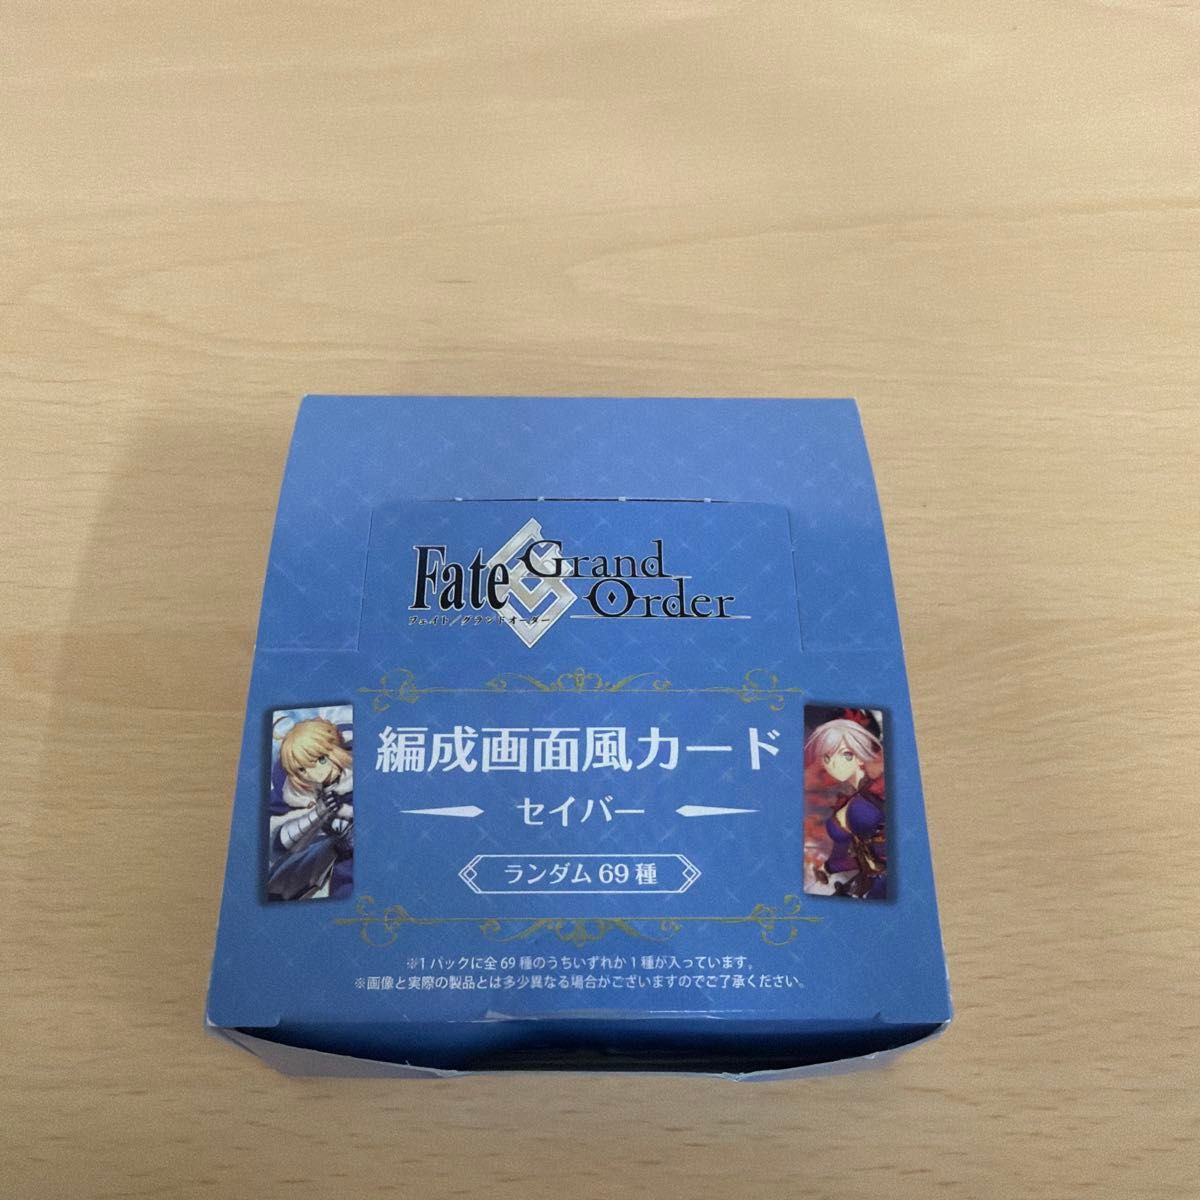 Fate Grand Order
フェイト/グランドオーダー
編成画面風カード
セイバー
ランダム69種
※1パックに全69種のうちいずれか1種が入っています。
※画像と実際の製品とは多少異なる場合がございますのでご了承ください。